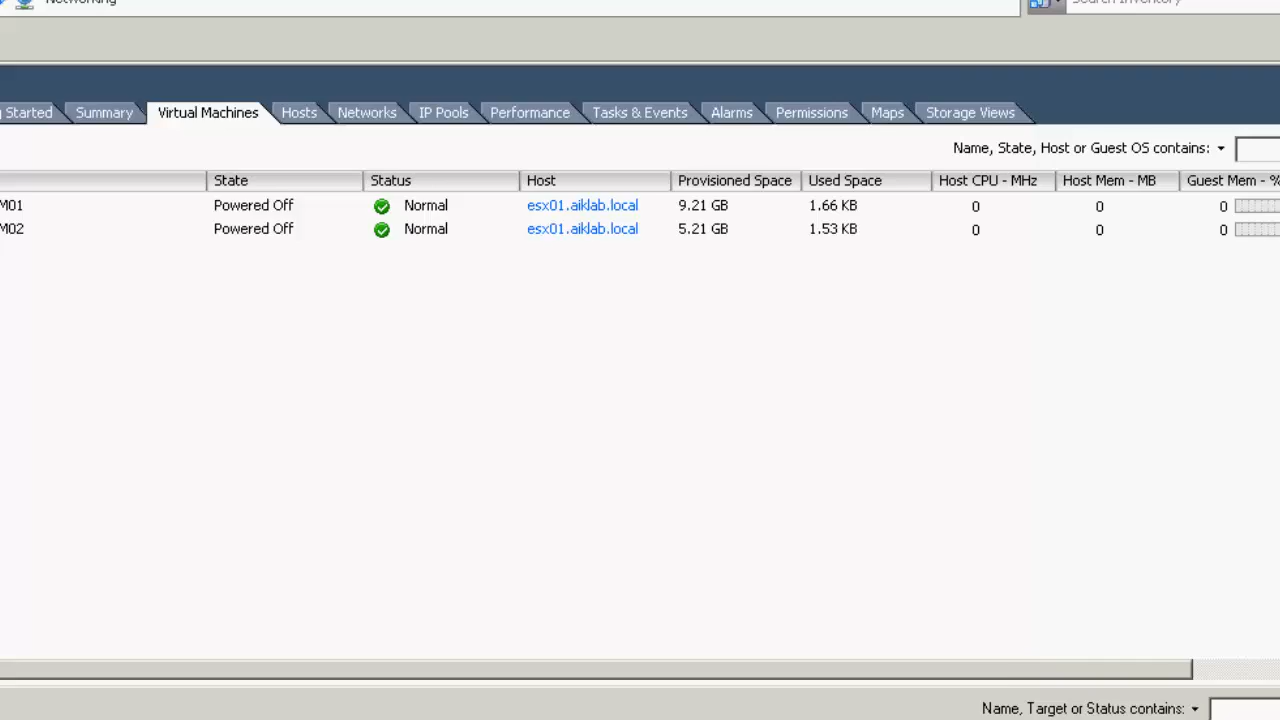 Networking
Search Inventory
g Started Summary Virtual Machines Hosts Networks IP Pools Performance Tasks & Events Alarms Permissions Maps Storage Views
Name, State, Host or Guest OS contains:
State Status Host Provisioned Space Used Space Host CPU - MHz Host Mem - MB Guest Mem - %
M01 Powered Off Normal esx01.aiklab.local 9.21 GB 1.66 KB 0 0 0
M02 Powered Off Normal esx01.aiklab.local 5.21 GB 1.53 KB 0 0 0
Name, Target or Status contains: